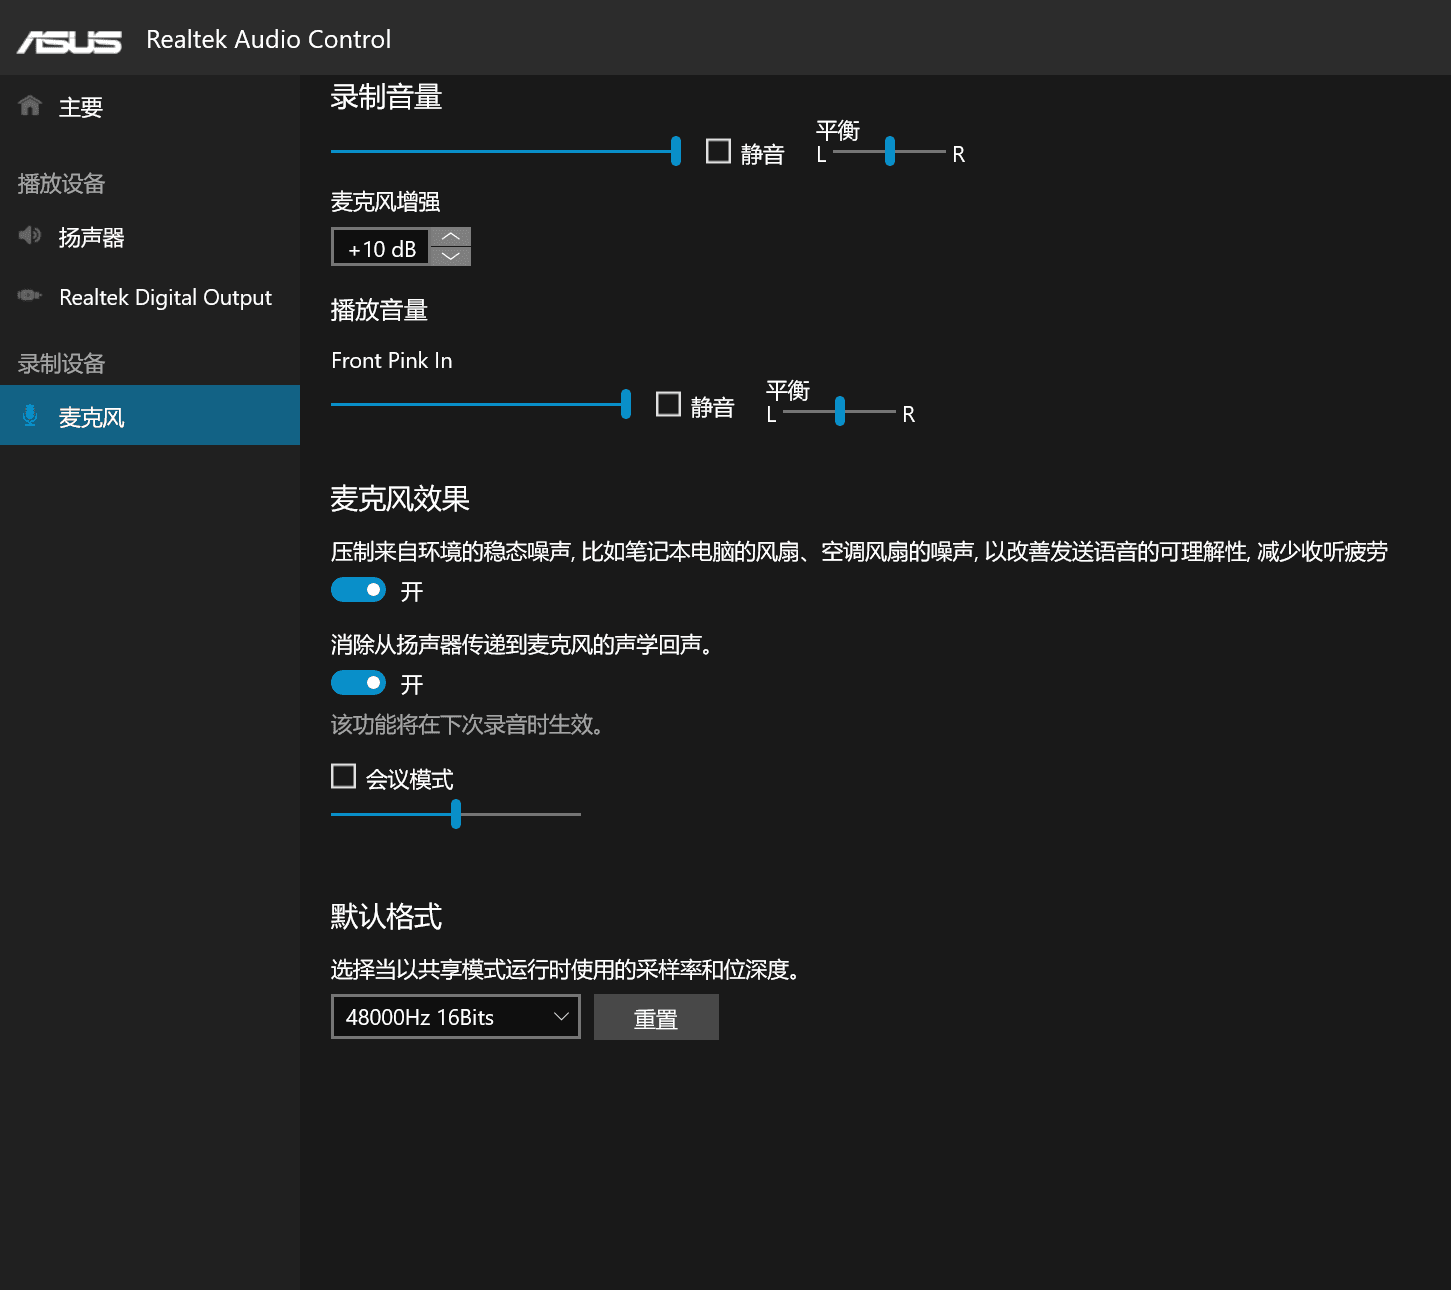 ASUS Realtek Audio Control
主要
播放设备
扬声器
Realtek Digital Output
录制设备
麦克风
录制音量
静音
平衡
L R
麦克风增强
+10 dB
播放音量
Front Pink In
静音
平衡
L R
麦克风效果
压制来自环境的稳态噪声, 比如笔记本电脑的风扇、空调风扇的噪声, 以改善发送语音的可理解性, 减少收听疲劳
开
消除从扬声器传递到麦克风的声学回声。
开
该功能将在下次录音时生效。
会议模式
默认格式
选择当以共享模式运行时使用的采样率和位深度。
48000Hz 16Bits
重置